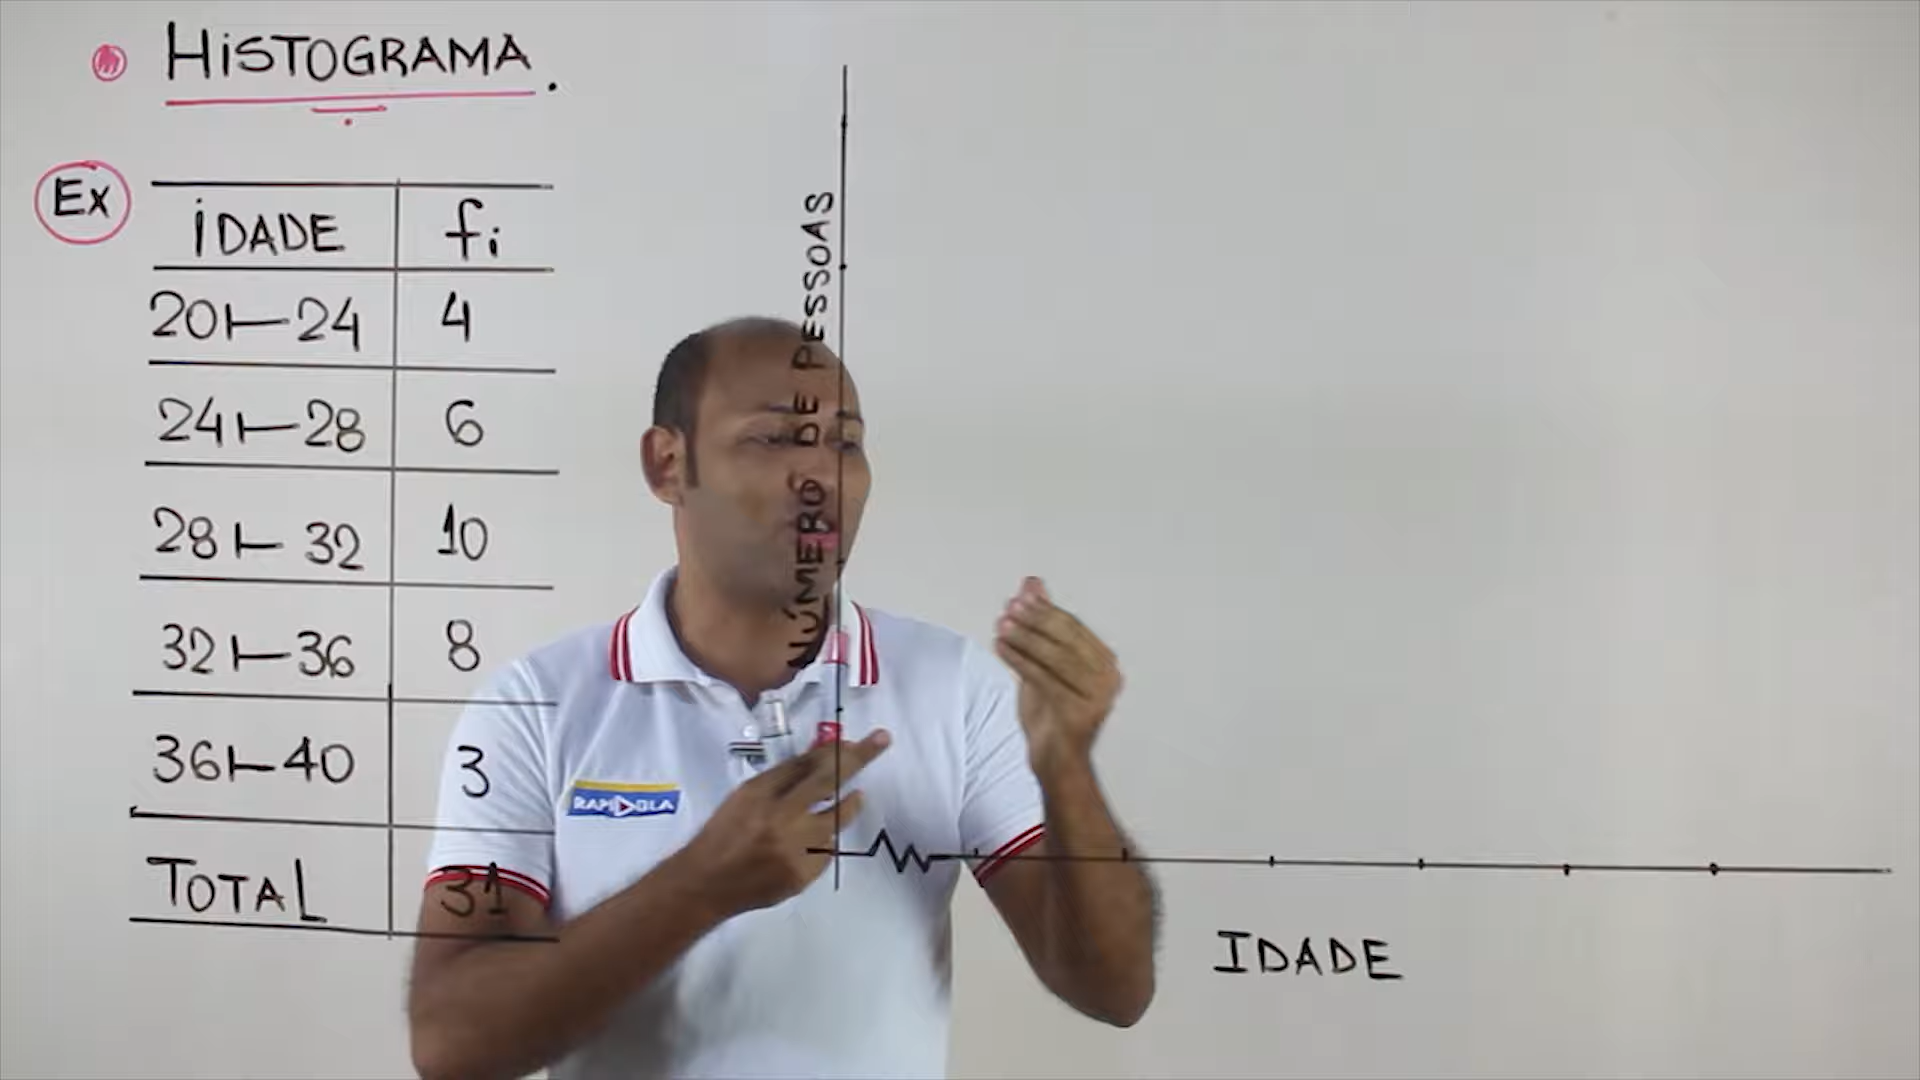 HiSTOGRAMA.
Ex
iDADE fi
20⊢24 4
24⊢28 6
28⊢32 10
32⊢36 8
36⊢40 3
TOTAL 31
NÚMERO DE PESSOAS
IDADE